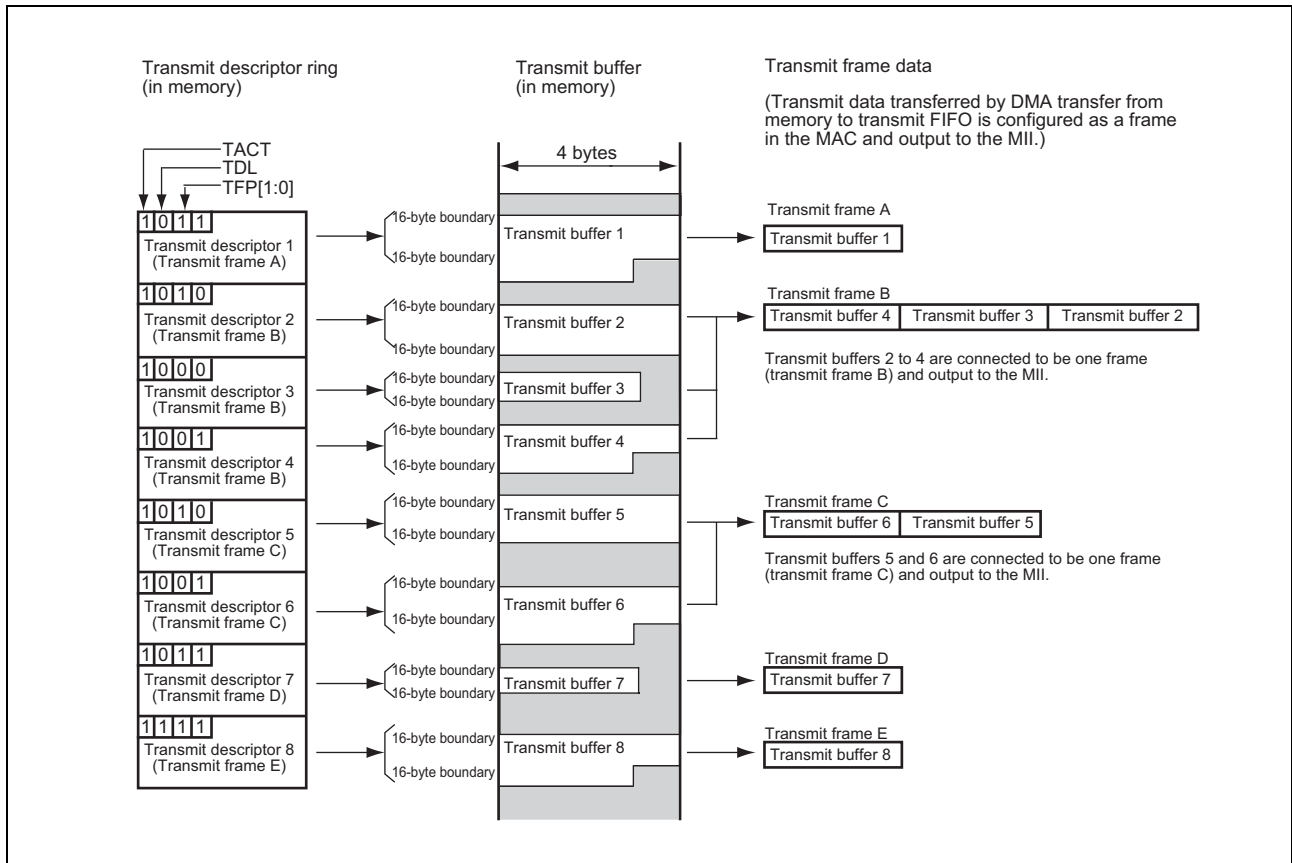 Transmit descriptor ring
(in memory)
Transmit buffer
(in memory)
Transmit frame data
(Transmit data transferred by DMA transfer from
memory to transmit FIFO is configured as a frame
in the MAC and output to the MII.)
TACT
TDL
TFP[1:0]
4 bytes
1 0 1 1
Transmit descriptor 1
(Transmit frame A)
16-byte boundary
16-byte boundary
Transmit buffer 1
Transmit frame A
Transmit buffer 1
1 0 1 0
Transmit descriptor 2
(Transmit frame B)
16-byte boundary
16-byte boundary
Transmit buffer 2
Transmit frame B
Transmit buffer 4 Transmit buffer 3 Transmit buffer 2
Transmit buffers 2 to 4 are connected to be one frame
(transmit frame B) and output to the MII.
1 0 0 0
Transmit descriptor 3
(Transmit frame B)
16-byte boundary
16-byte boundary
Transmit buffer 3
1 0 0 1
Transmit descriptor 4
(Transmit frame B)
16-byte boundary
16-byte boundary
Transmit buffer 4
1 0 1 0
Transmit descriptor 5
(Transmit frame C)
16-byte boundary
16-byte boundary
Transmit buffer 5
Transmit frame C
Transmit buffer 6 Transmit buffer 5
Transmit buffers 5 and 6 are connected to be one frame
(transmit frame C) and output to the MII.
1 0 0 1
Transmit descriptor 6
(Transmit frame C)
16-byte boundary
16-byte boundary
Transmit buffer 6
1 0 1 1
Transmit descriptor 7
(Transmit frame D)
16-byte boundary
16-byte boundary
Transmit buffer 7
Transmit frame D
Transmit buffer 7
1 1 1 1
Transmit descriptor 8
(Transmit frame E)
16-byte boundary
16-byte boundary
Transmit buffer 8
Transmit frame E
Transmit buffer 8